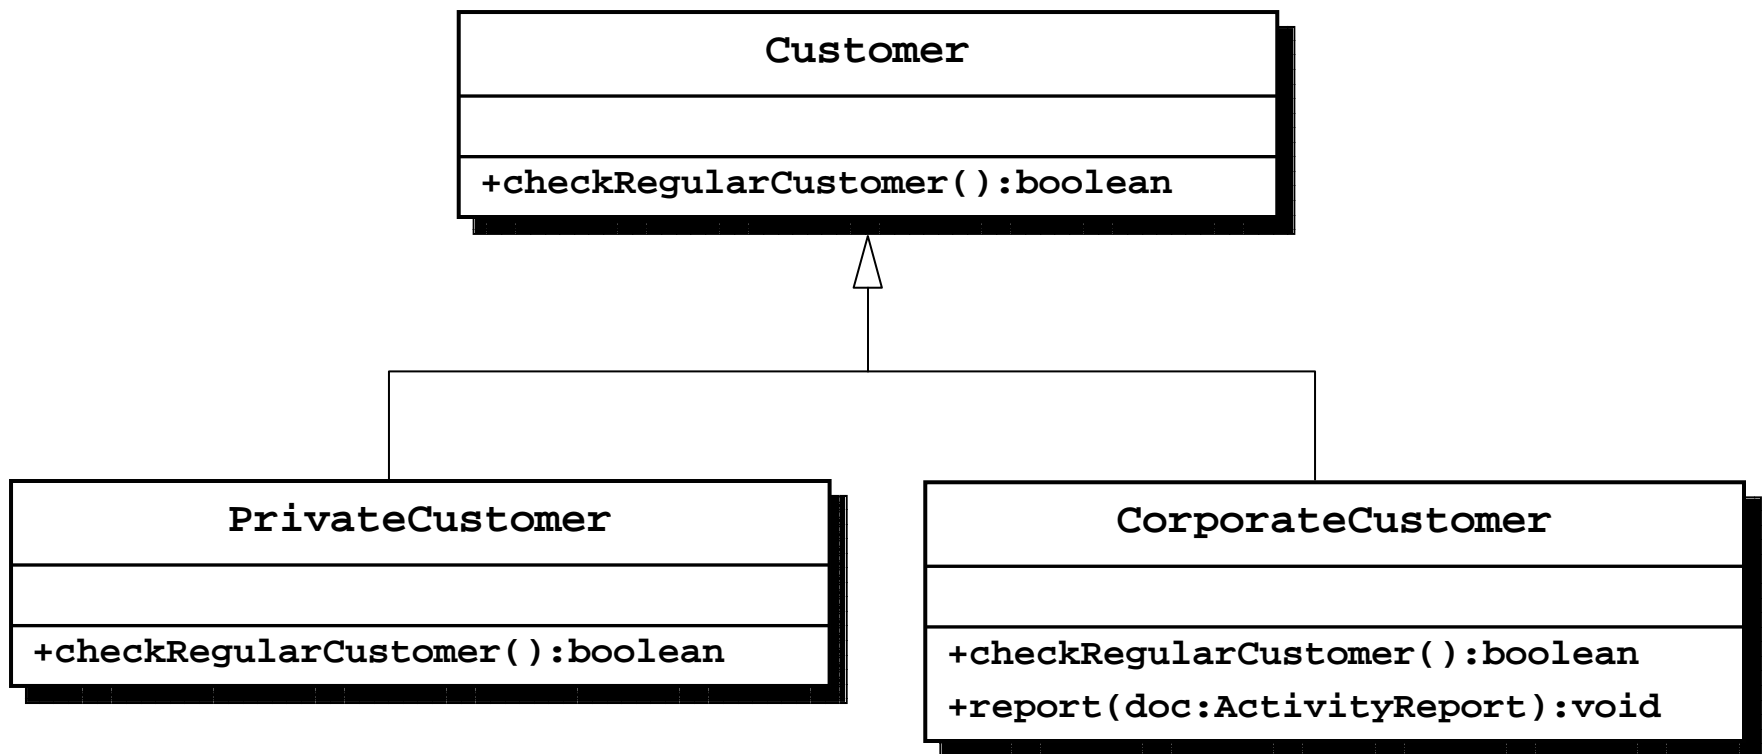 Customer
+checkRegularCustomer():boolean
PrivateCustomer
+checkRegularCustomer():boolean
CorporateCustomer
+checkRegularCustomer():boolean
+report(doc:ActivityReport):void